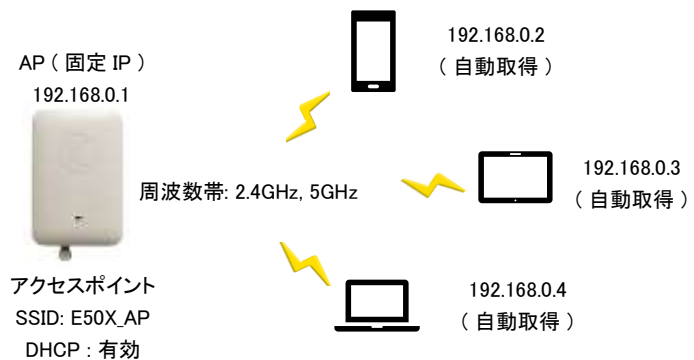 AP ( 固定 IP )
192.168.0.1
周波数帯: 2.4GHz, 5GHz
アクセスポイント
SSID: E50X_AP
DHCP : 有効
192.168.0.2
( 自動取得 )
192.168.0.3
( 自動取得 )
192.168.0.4
( 自動取得 )